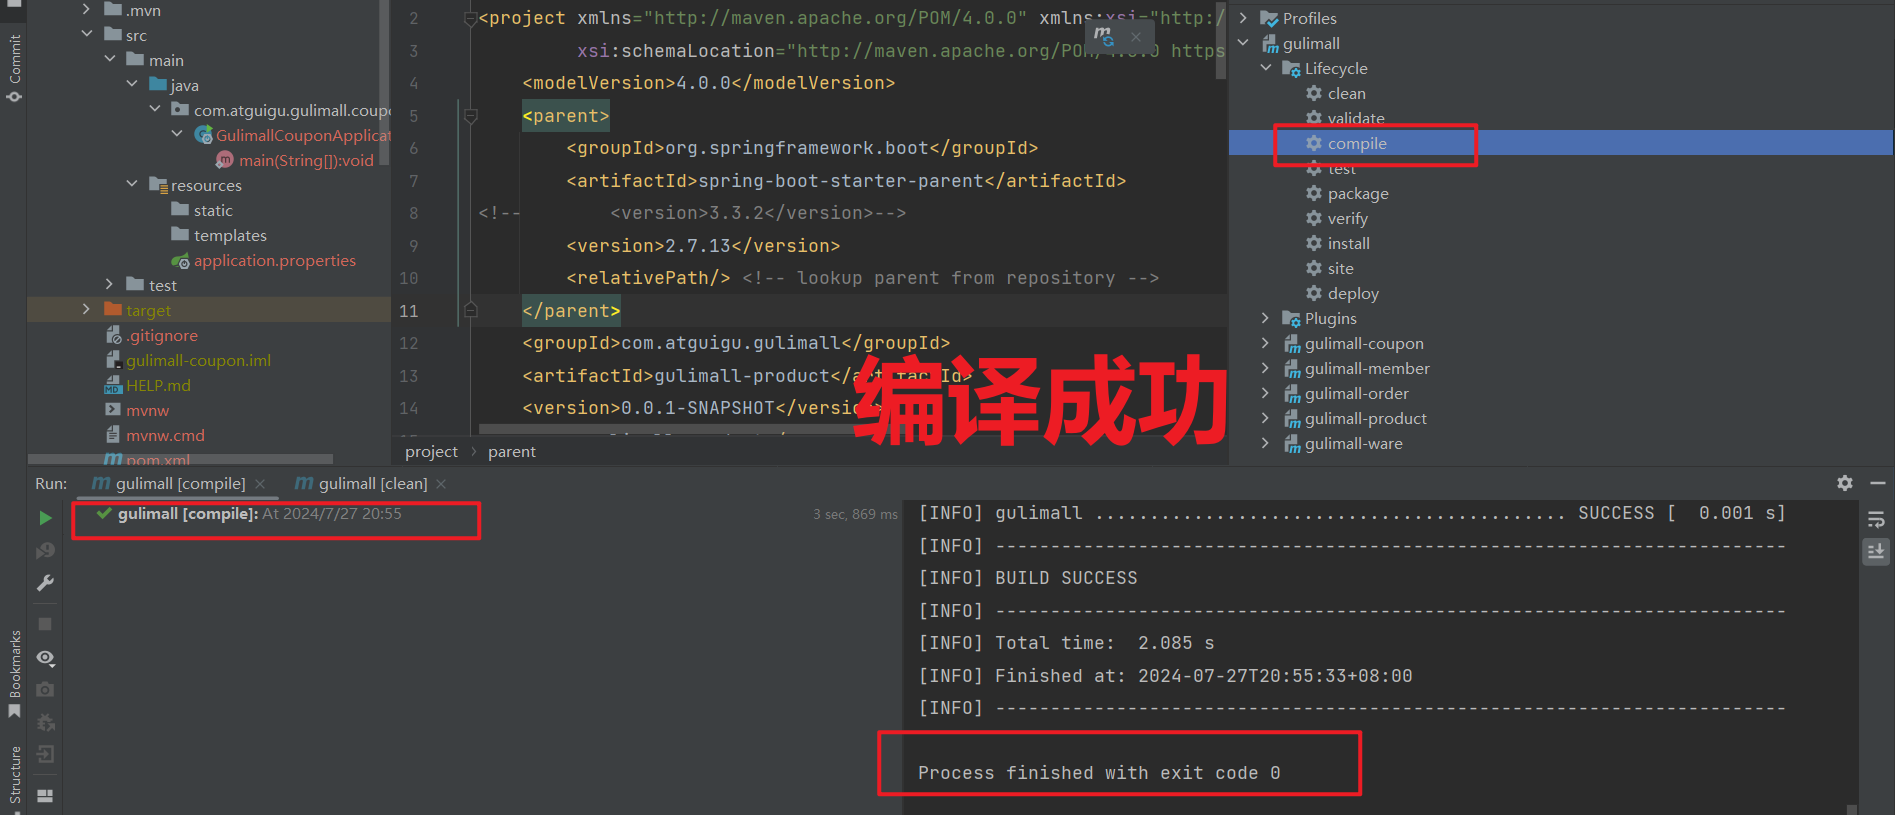 Commit
Bookmarks
Structure
.mvn
src
main
java
com.atguigu.gulimall.coupo
GulimallCouponApplicat
main(String[]):void
resources
static
templates
application.properties
test
target
.gitignore
gulimall-coupon.iml
HELP.md
mvnw
mvnw.cmd
pom.xml
2 <project xmlns="http://maven.apache.org/POM/4.0.0" xmlns:xsi="http:/
3 xsi:schemaLocation="http://maven.apache.org/POM/4.0.0 https
4 <modelVersion>4.0.0</modelVersion>
5 <parent>
6 <groupId>org.springframework.boot</groupId>
7 <artifactId>spring-boot-starter-parent</artifactId>
8 <!-- <version>3.3.2</version>-->
9 <version>2.7.13</version>
10 <relativePath/> <!-- lookup parent from repository -->
11 </parent>
12 <groupId>com.atguigu.gulimall</groupId>
13 <artifactId>gulimall-product</artifactId>
14 <version>0.0.1-SNAPSHOT</version>
编译成功
project > parent
Profiles
gulimall
Lifecycle
clean
validate
compile
test
package
verify
install
site
deploy
Plugins
gulimall-coupon
gulimall-member
gulimall-order
gulimall-product
gulimall-ware
Run: gulimall [compile] × gulimall [clean] ×
gulimall [compile]: At 2024/7/27 20:55 3 sec, 869 ms
[INFO] gulimall ........................................... SUCCESS [  0.001 s]
[INFO] ------------------------------------------------------------------------
[INFO] BUILD SUCCESS
[INFO] ------------------------------------------------------------------------
[INFO] Total time:  2.085 s
[INFO] Finished at: 2024-07-27T20:55:33+08:00
[INFO] ------------------------------------------------------------------------
Process finished with exit code 0